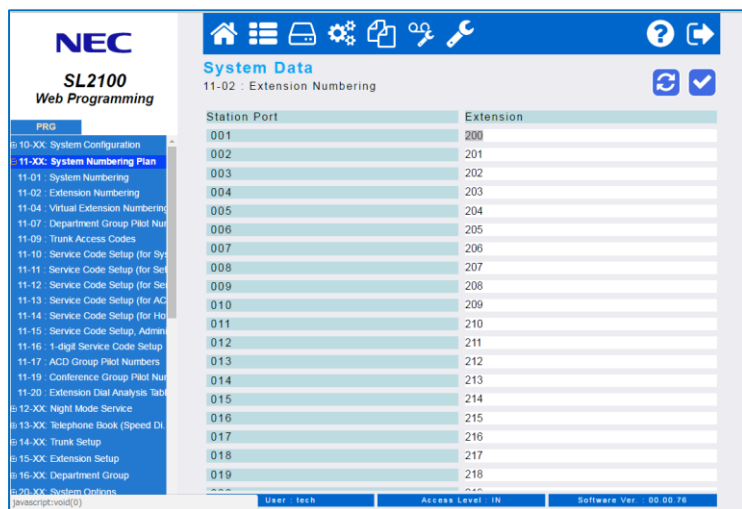 NEC
SL2100
Web Programming
PRG
10-XX: System Configuration
11-XX: System Numbering Plan
11-01 : System Numbering
11-02 : Extension Numbering
11-04 : Virtual Extension Numbering
11-07 : Department Group Pilot Nu
11-09 : Trunk Access Codes
11-10 : Service Code Setup (for Sy
11-11 : Service Code Setup (for Se
11-12 : Service Code Setup (for Se
11-13 : Service Code Setup (for AC
11-14 : Service Code Setup (for Ho
11-15 : Service Code Setup, Admini
11-16 : 1-digit Service Code Setup
11-17 : ACD Group Pilot Numbers
11-19 : Conference Group Pilot Nu
11-20 : Extension Dial Analysis Tabl
12-XX: Night Mode Service
13-XX: Telephone Book (Speed Di.
14-XX: Trunk Setup
15-XX: Extension Setup
16-XX: Department Group
20-XX: System Options
javascript:void(0)
System Data
11-02 : Extension Numbering
Station Port Extension
001 200
002 201
003 202
004 203
005 204
006 205
007 206
008 207
009 208
010 209
011 210
012 211
013 212
014 213
015 214
016 215
017 216
018 217
019 218
User : tech Access Level : IN Software Ver. : 00.00.76